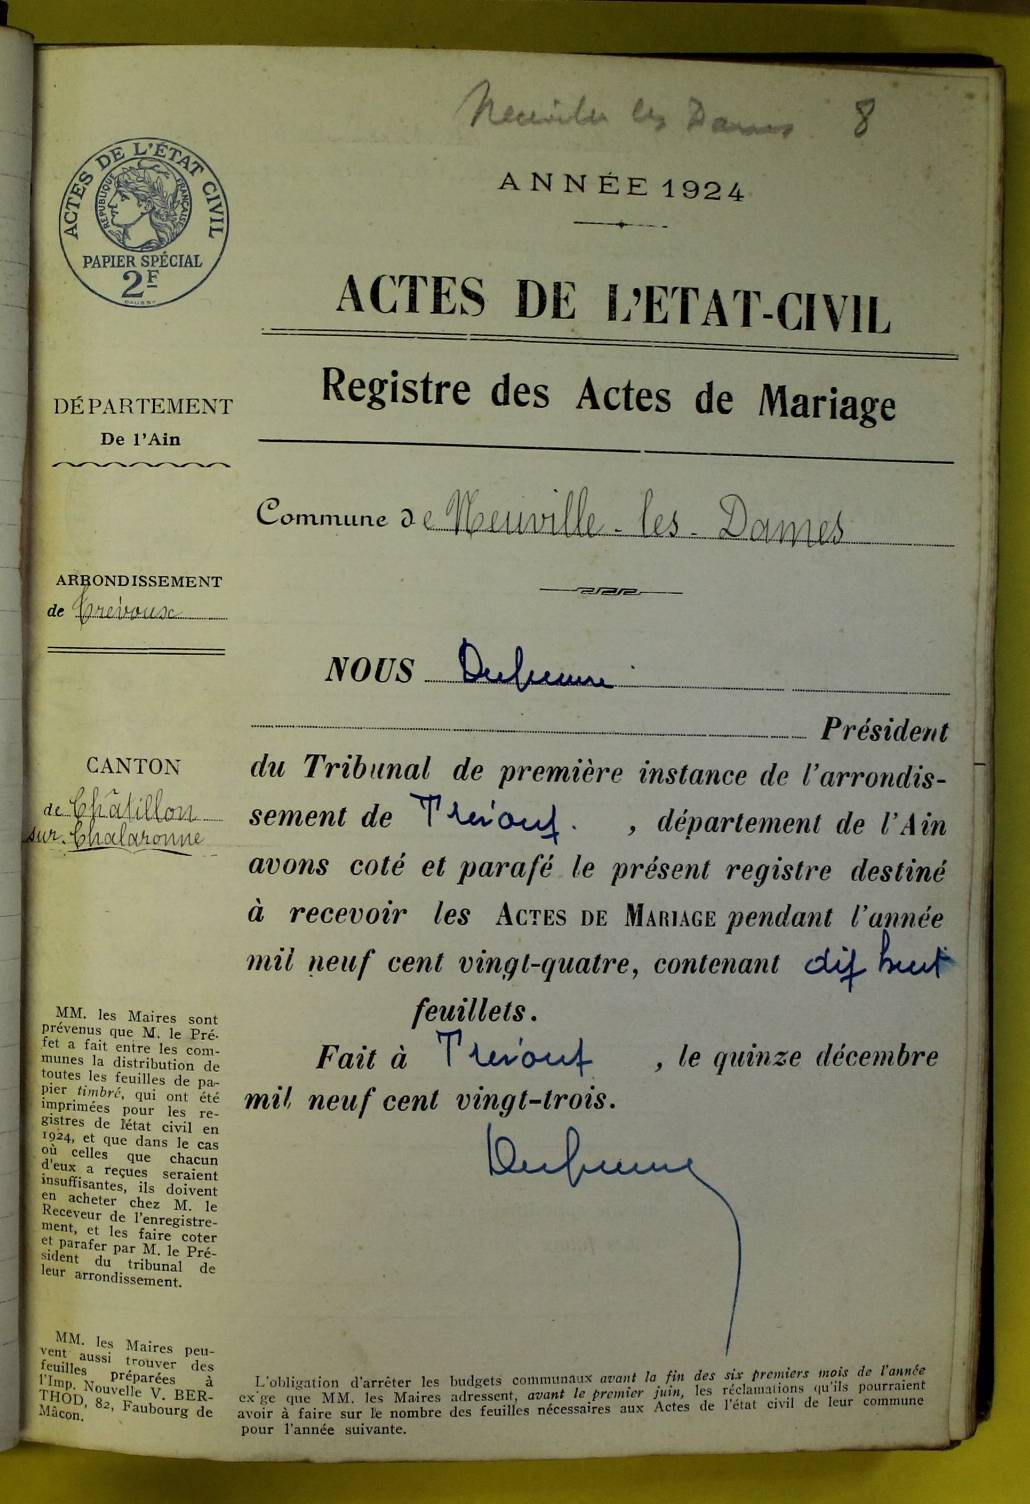 Neuville les Dames 8
ANNÉE 1924
ACTES DE L'ÉTAT CIVIL
RÉPUBLIQUE FRANÇAISE
PAPIER SPÉCIAL
2F
ACTES DE L'ETAT-CIVIL
Registre des Actes de Mariage
DÉPARTEMENT
De l'Ain
Commune de Neuville-les-Dames
ARRONDISSEMENT
de Trévoux
NOUS
Président
CANTON
de Châtillon
sur-Chalaronne
du Tribunal de première instance de l'arrondis-
sement de Trévoux. , département de l'Ain
avons coté et parafé le présent registre destiné
à recevoir les ACTES DE MARIAGE pendant l'année
mil neuf cent vingt-quatre, contenant dix huit
feuillets.
Fait à Trévoux , le quinze décembre
mil neuf cent vingt-trois.
MM. les Maires sont
prévenus que M. le Pré-
fet a fait entre les com-
munes la distribution de
toutes les feuilles de pa-
pier timbré, qui ont été
imprimées pour les re-
gistres de l'état civil en
1924, et que dans le cas
où celles que chacun
d'eux a reçues seraient
insuffisantes, ils doivent
en acheter chez M. le
Receveur de l'enregistre-
ment, et les faire coter
et parafer par M. le Pré-
sident du tribunal de
leur arrondissement.
MM. les Maires peu-
vent aussi trouver des
feuilles préparées à
l'Imp. Nouvelle V. BER-
THOD, 82, Faubourg de
Mâcon.
L'obligation d'arrêter les budgets communaux avant la fin des six premiers mois de l'année
ex'ge que MM. les Maires adressent, avant le premier juin, les réclamations qu'ils pourraient
avoir à faire sur le nombre des feuilles nécessaires aux Actes de l'état civil de leur commune
pour l'année suivante.